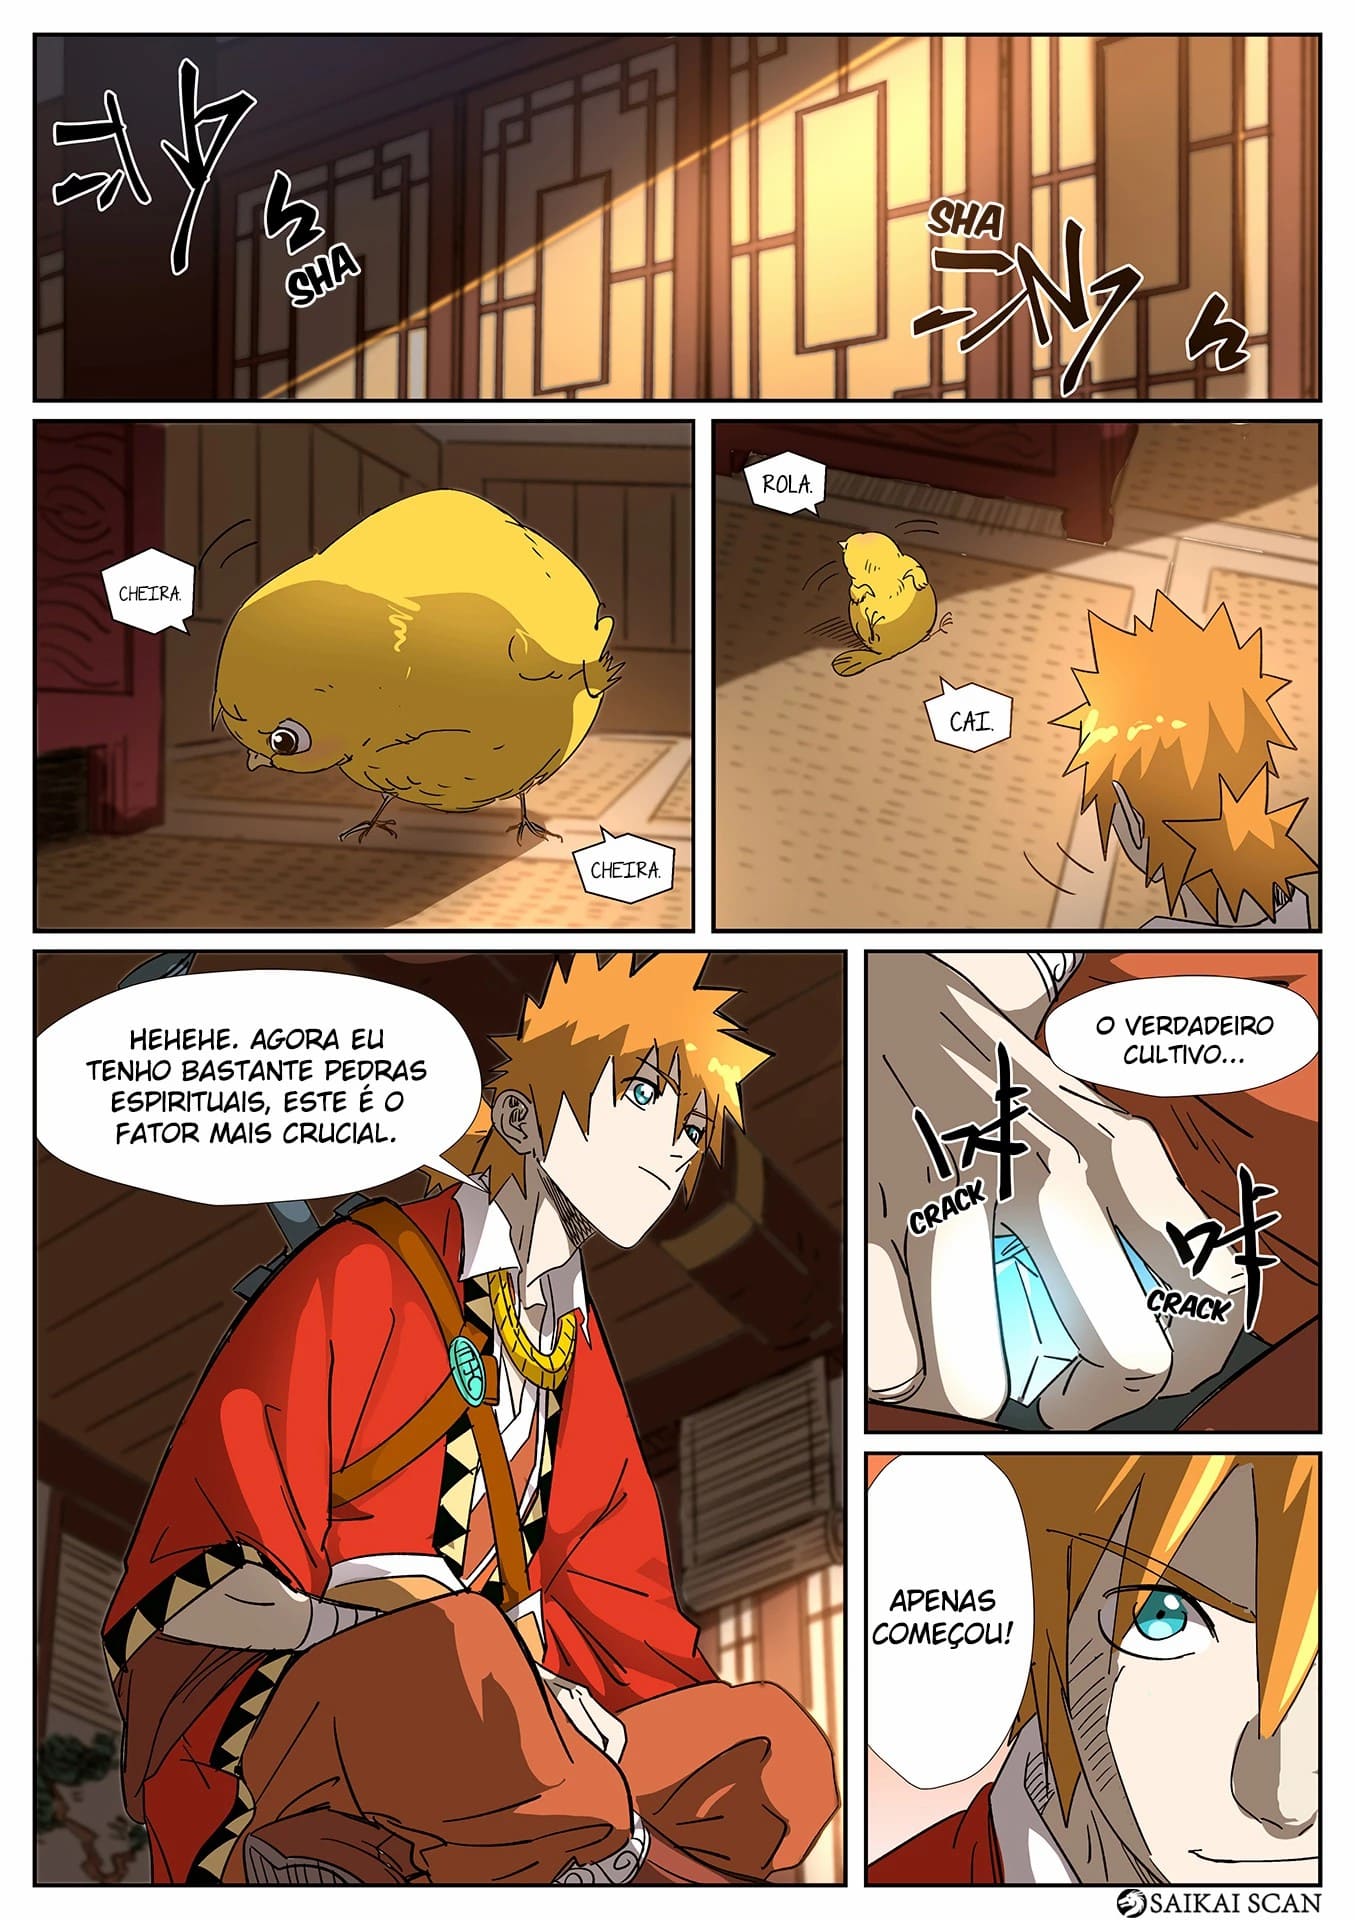 SHA
SHA
CHEIRA.
CHEIRA.
ROLA.
CAI.
HEHEHE. AGORA EU
TENHO BASTANTE PEDRAS
ESPIRITUAIS, ESTE É O
FATOR MAIS CRUCIAL.
O VERDADEIRO
CULTIVO...
CRACK
CRACK
APENAS
COMEÇOU!
SAIKAI SCAN